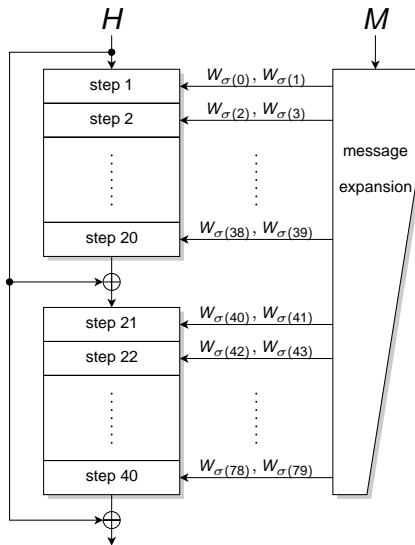 H M
step 1 W_σ(0), W_σ(1)
step 2 W_σ(2), W_σ(3)
message
expansion
step 20 W_σ(38), W_σ(39)
step 21 W_σ(40), W_σ(41)
step 22 W_σ(42), W_σ(43)
step 40 W_σ(78), W_σ(79)